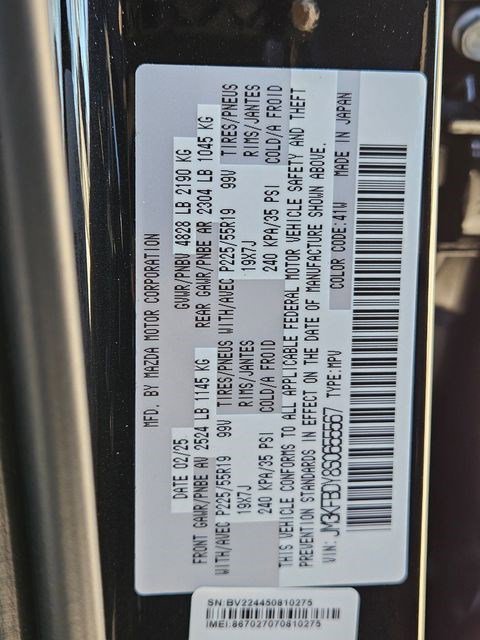 MFD. BY MAZDA MOTOR CORPORATION
DATE 02/25 GVWR/PNBV 4828 LB 2190 KG
FRONT GAWR/PNBE AV 2524 LB 1145 KG REAR GAWR/PNBE AR 2304 LB 1045 KG
WITH/AVEC P225/55R19 99V TIRES/PNEUS WITH/AVEC P225/55R19 99V TIRES/PNEUS
19X7J RIMS/JANTES 19X7J RIMS/JANTES
240 KPA/35 PSI COLD/A FROID 240 KPA/35 PSI COLD/A FROID
THIS VEHICLE CONFORMS TO ALL APPLICABLE FEDERAL MOTOR VEHICLE SAFETY AND THEFT
PREVENTION STANDARDS IN EFFECT ON THE DATE OF MANUFACTURE SHOWN ABOVE.
VIN: JM3KFBDY8S0655567 TYPE:MPV COLOR CODE:41W MADE IN JAPAN
SN:BV224450810275
IMEI:867027070810275